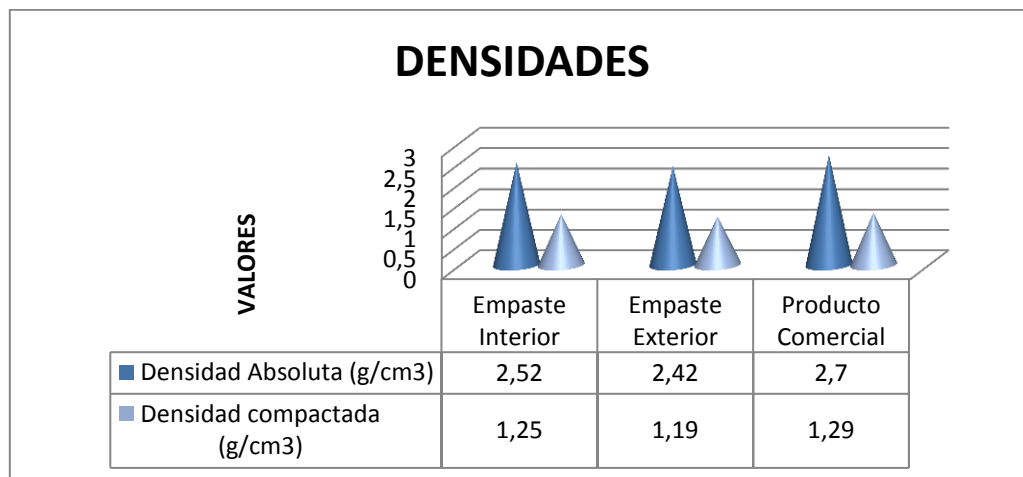 DENSIDADES
VALORES
3
2,5
2
1,5
1
0,5
0
Empaste Interior
Empaste Exterior
Producto Comercial
Densidad Absoluta (g/cm3) 2,52 2,42 2,7
Densidad compactada (g/cm3) 1,25 1,19 1,29